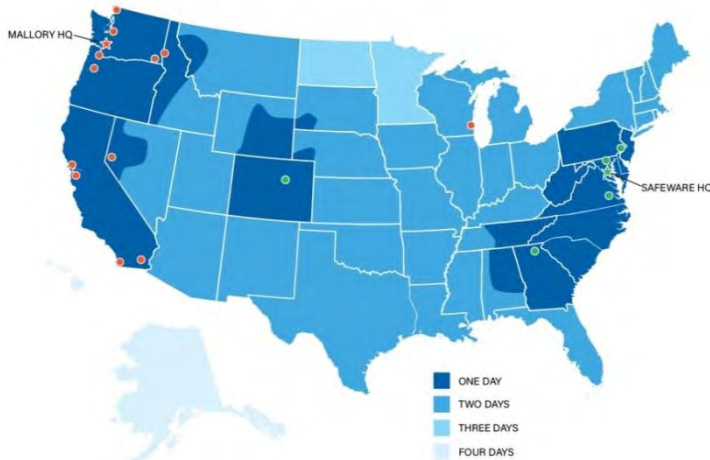 MALLORY HQ
SAFEWARE HQ
ONE DAY
TWO DAYS
THREE DAYS
FOUR DAYS